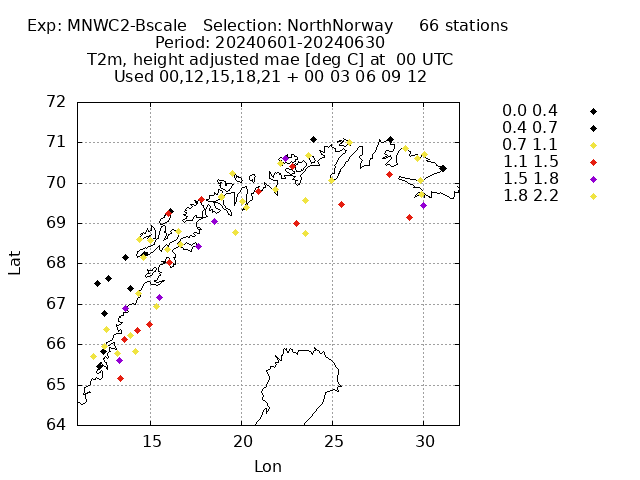 Exp: MNWC2-Bscale   Selection: NorthNorway     66 stations
Period: 20240601-20240630
T2m, height adjusted mae [deg C] at  00 UTC
Used 00,12,15,18,21 + 00 03 06 09 12
0.0 0.4
0.4 0.7
0.7 1.1
1.1 1.5
1.5 1.8
1.8 2.2
72
71
70
69
68
67
66
65
64
Lat
15 20 25 30
Lon